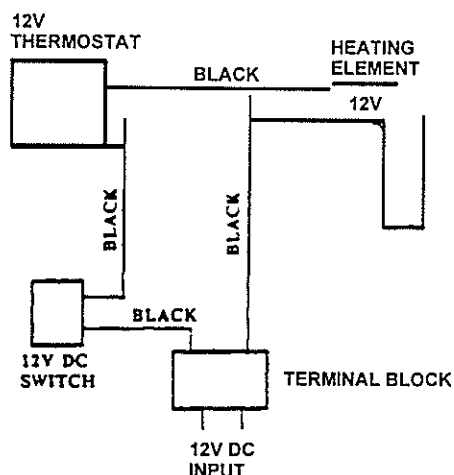 12V
THERMOSTAT
HEATING
ELEMENT
BLACK
12V
BLACK
BLACK
BLACK
12V DC
SWITCH
TERMINAL BLOCK
12V DC
INPUT